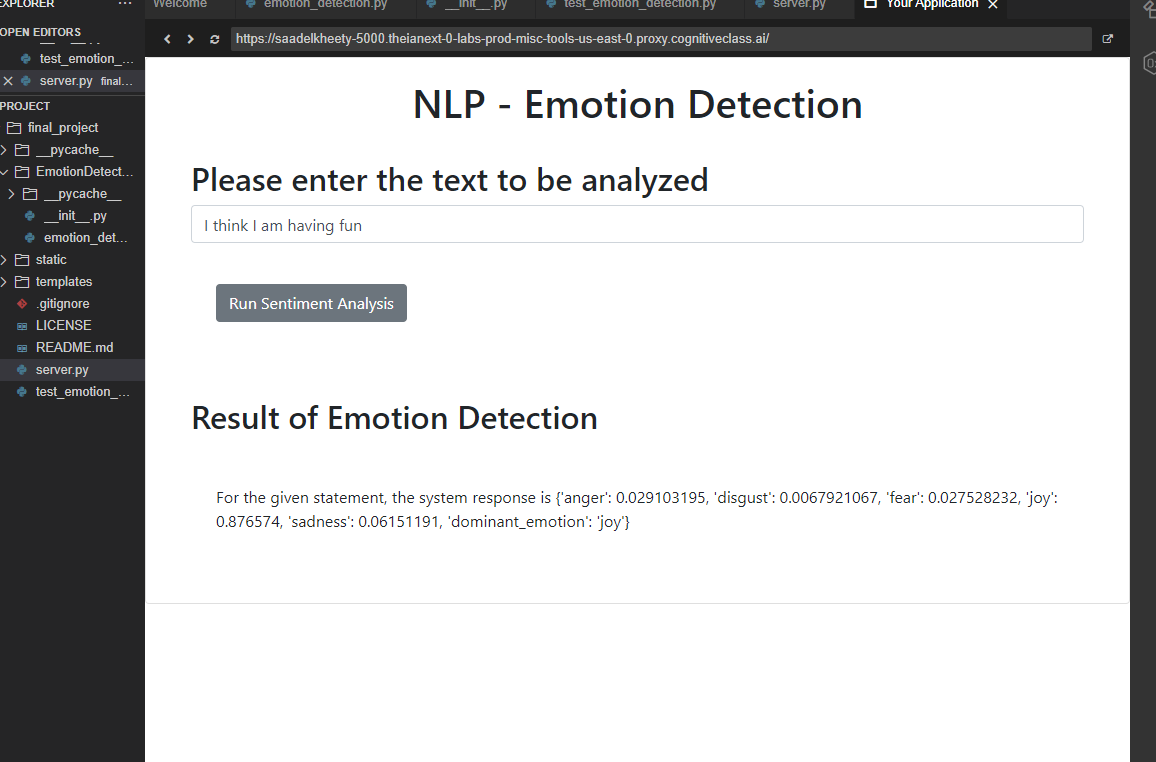 EXPLORER ···
OPEN EDITORS
test_emotion_...
server.py final...
PROJECT
final_project
__pycache__
EmotionDetect...
__pycache__
__init__.py
emotion_det...
static
templates
.gitignore
LICENSE
README.md
server.py
test_emotion_...
Welcome emotion_detection.py __init__.py test_emotion_detection.py server.py Your Application
https://saadelkheety-5000.theianext-0-labs-prod-misc-tools-us-east-0.proxy.cognitiveclass.ai/
NLP - Emotion Detection
Please enter the text to be analyzed
I think I am having fun
Run Sentiment Analysis
Result of Emotion Detection
For the given statement, the system response is {'anger': 0.029103195, 'disgust': 0.0067921067, 'fear': 0.027528232, 'joy':
0.876574, 'sadness': 0.06151191, 'dominant_emotion': 'joy'}